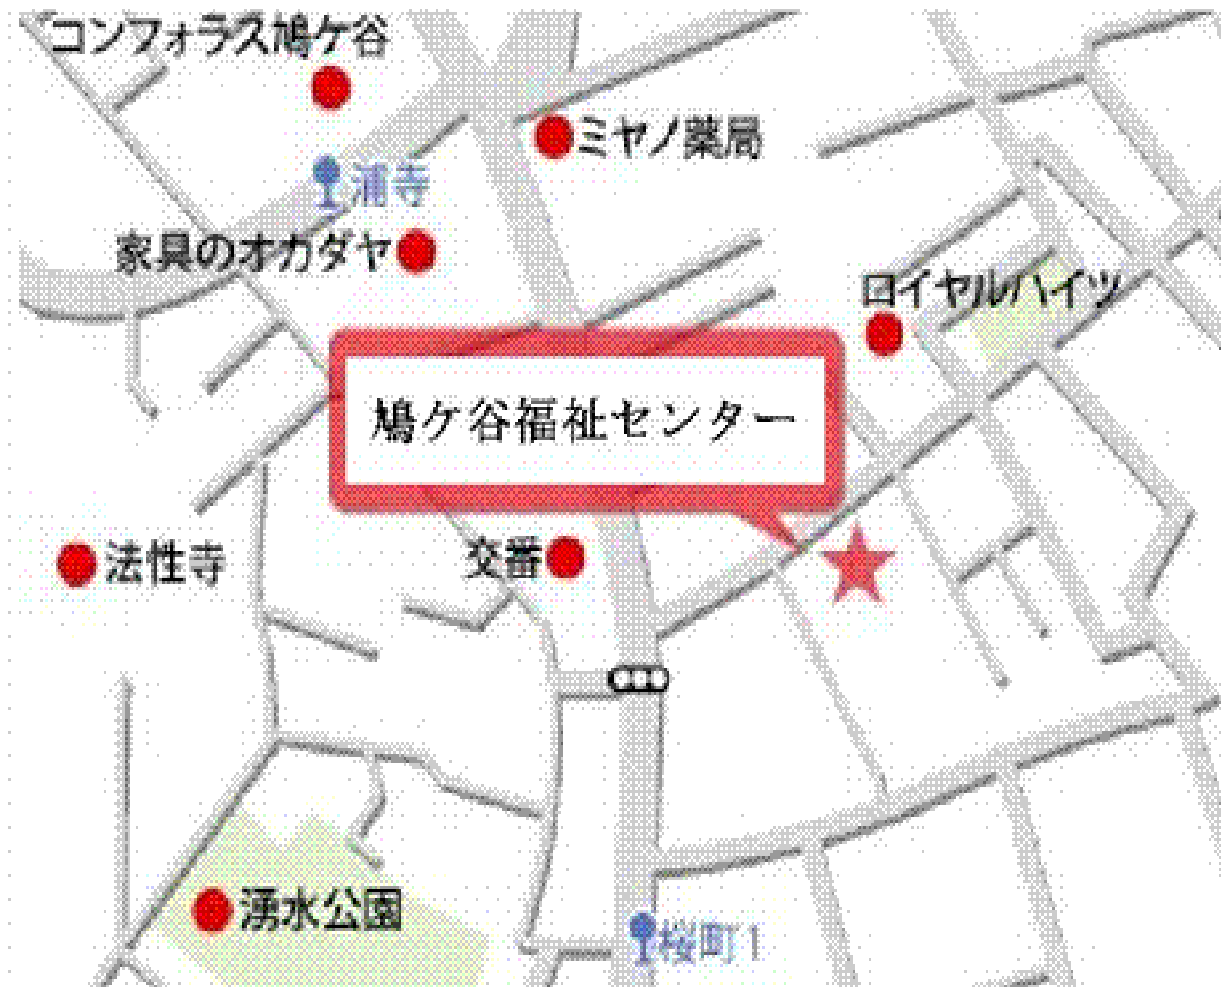 コンフォラス鳩ケ谷
ミヤノ薬局
浦寺
家具のオカダヤ
ロイヤルハイツ
鳩ケ谷福祉センター
交番
法性寺
湧水公園
桜町1